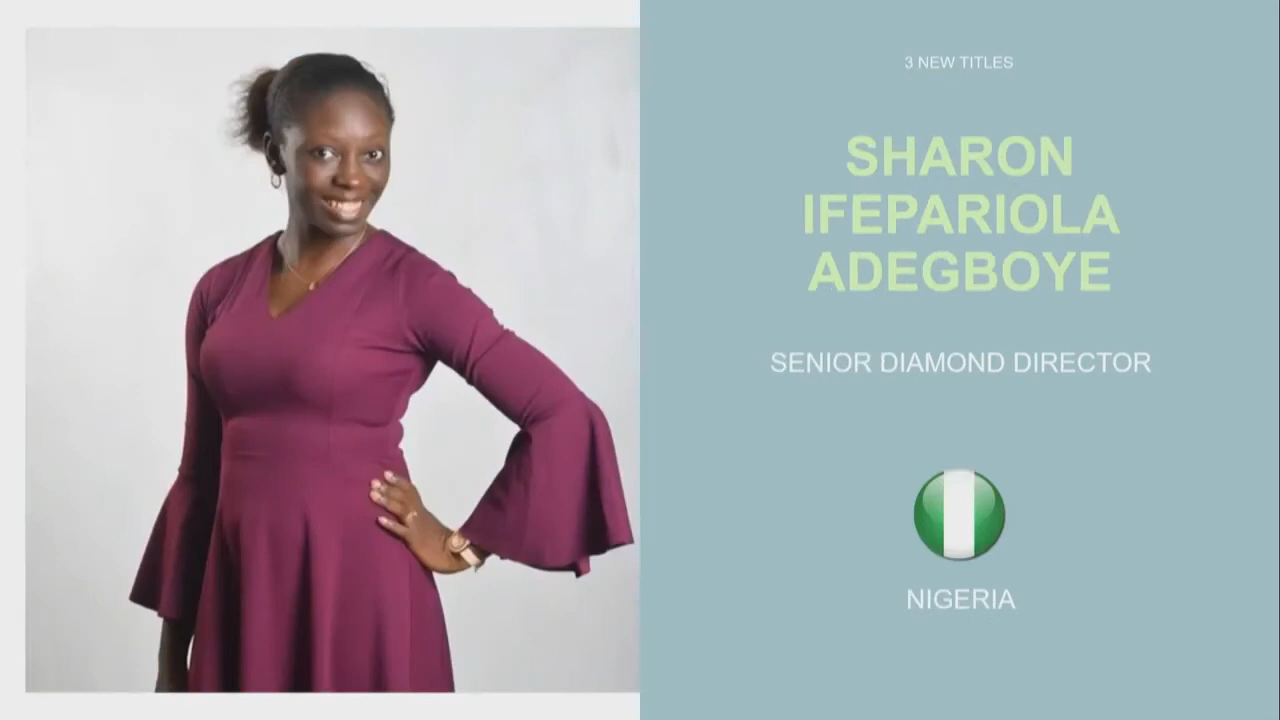 3 NEW TITLES
SHARON
IFEPARIOLA
ADEGBOYE
SENIOR DIAMOND DIRECTOR
NIGERIA